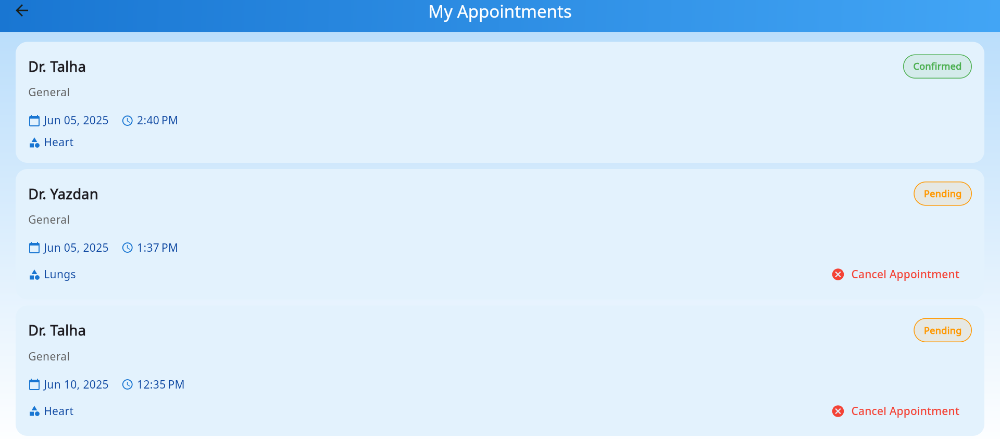 My Appointments
Dr. Talha
Confirmed
General
Jun 05, 2025 2:40 PM
Heart
Dr. Yazdan
Pending
General
Jun 05, 2025 1:37 PM
Lungs
Cancel Appointment
Dr. Talha
Pending
General
Jun 10, 2025 12:35 PM
Heart
Cancel Appointment